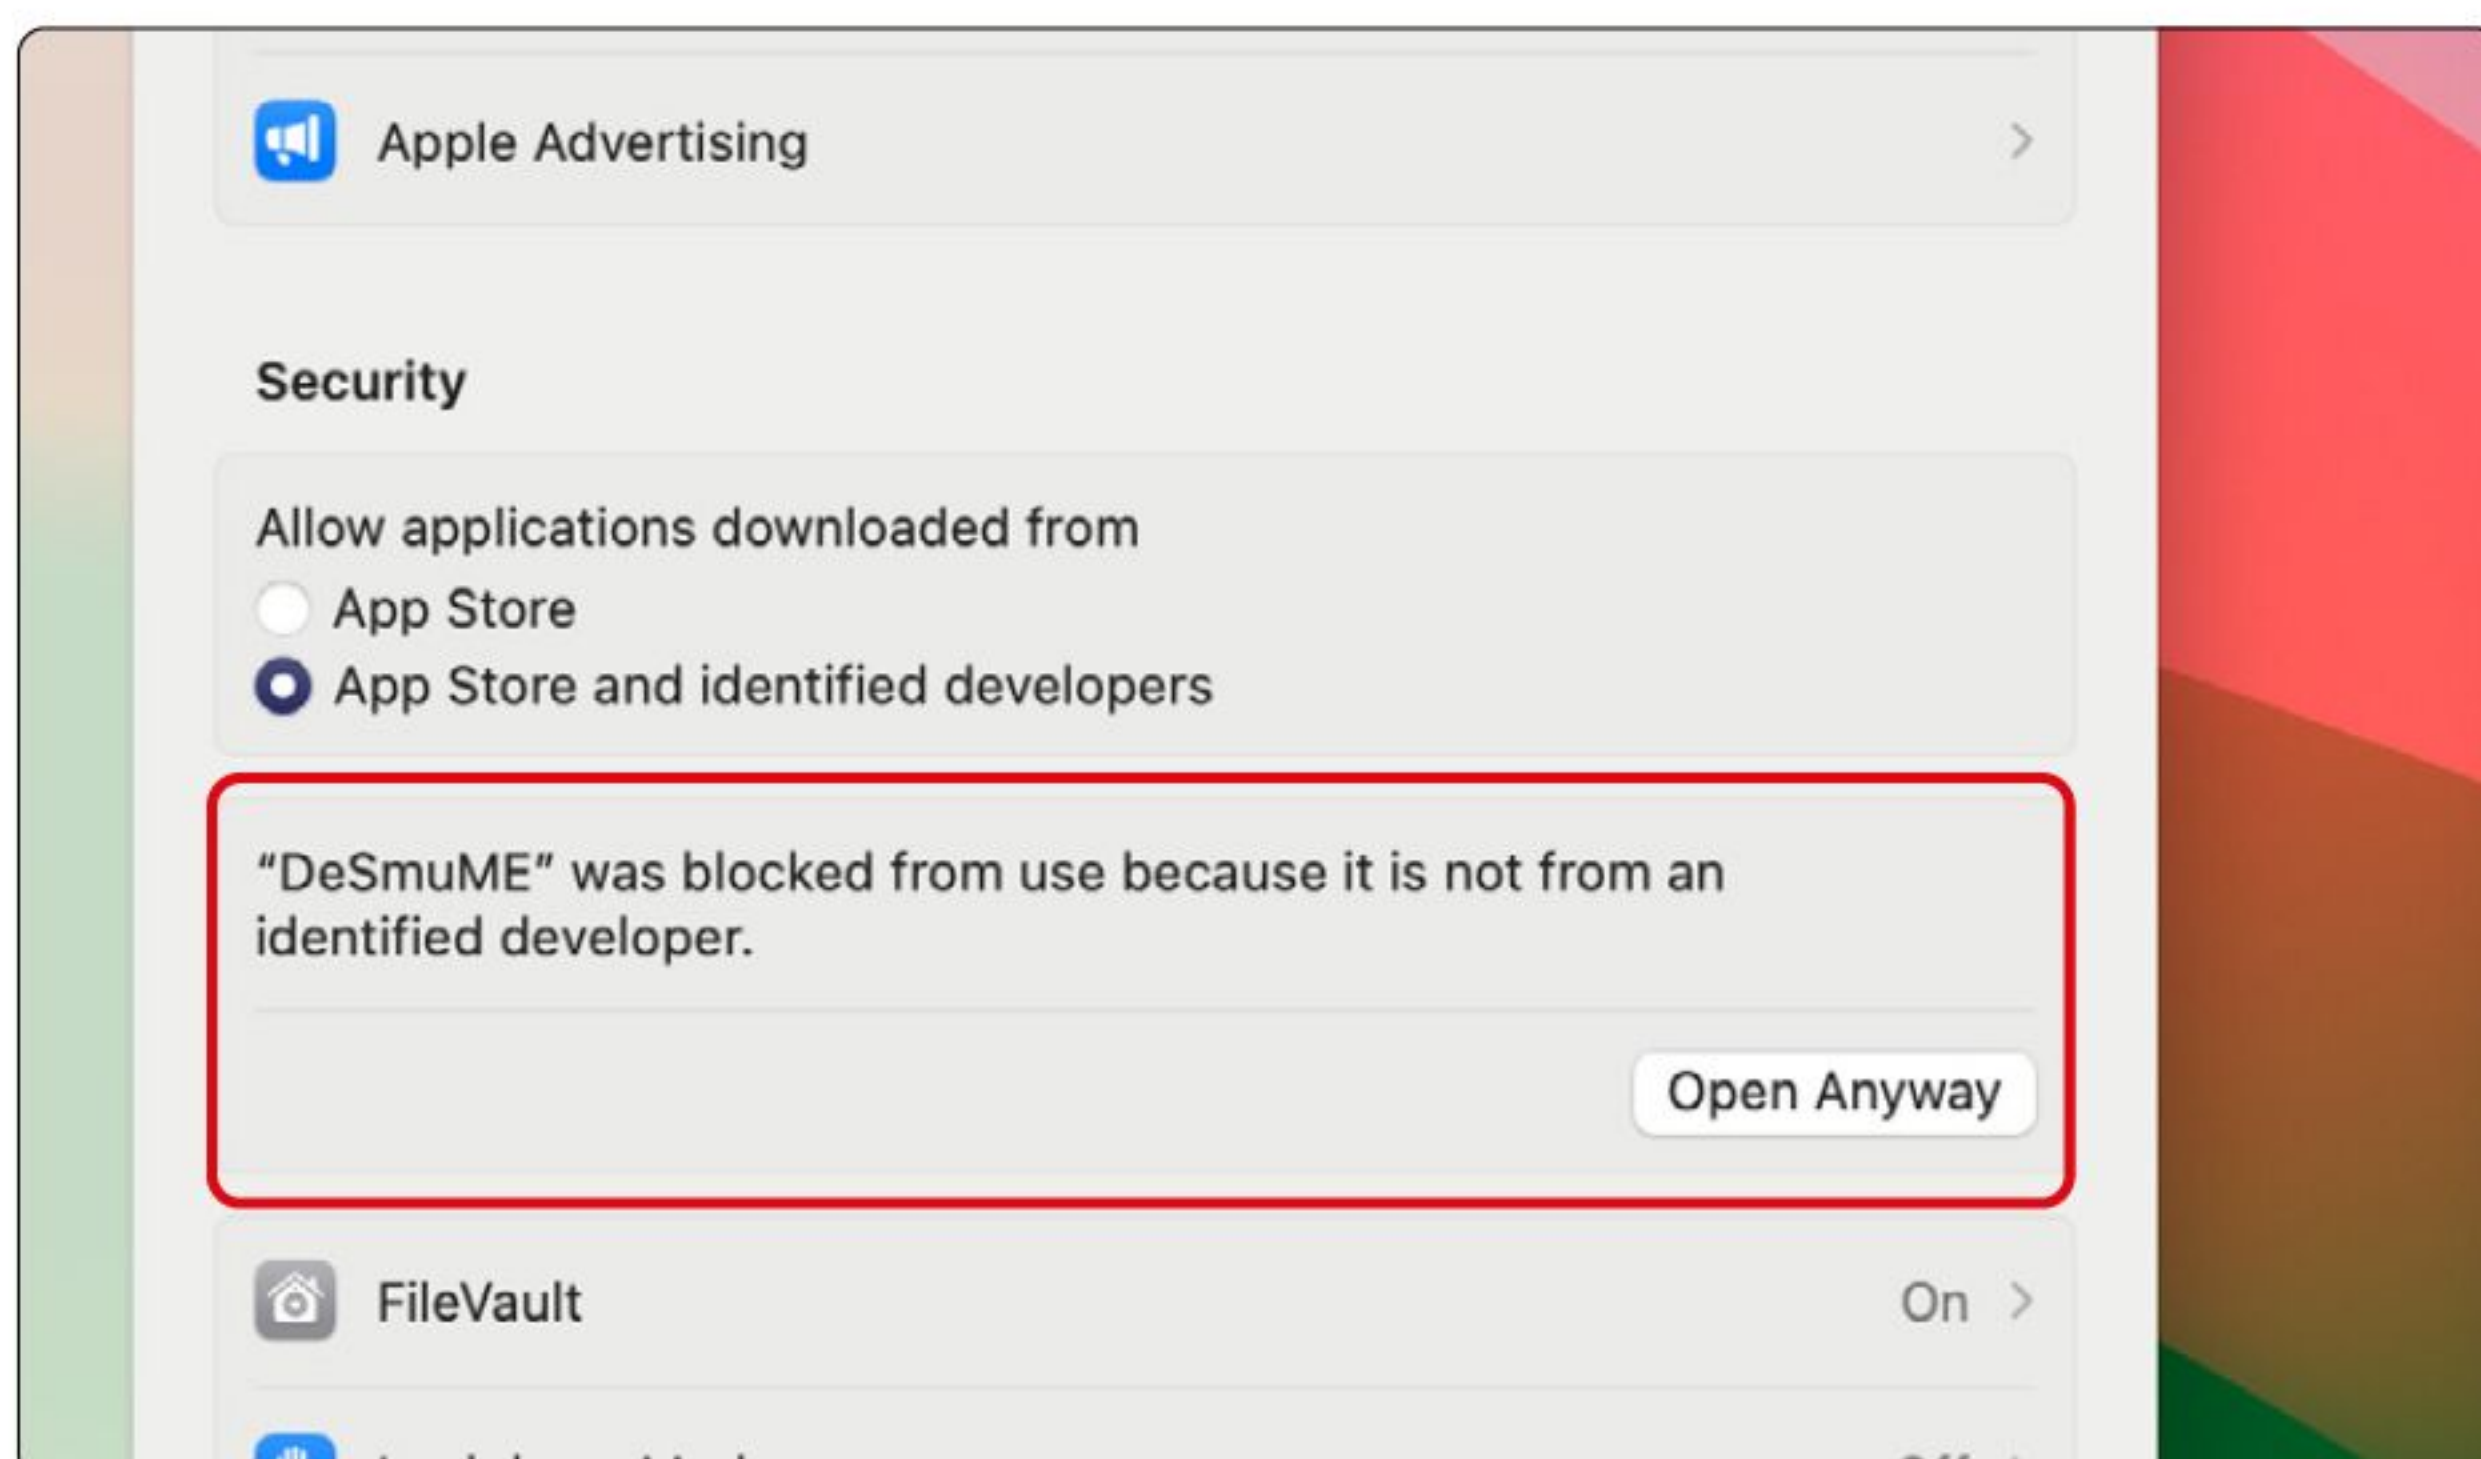 Apple Advertising
Security
Allow applications downloaded from
App Store
App Store and identified developers
“DeSmuME” was blocked from use because it is not from an
identified developer.
Open Anyway
FileVault
On